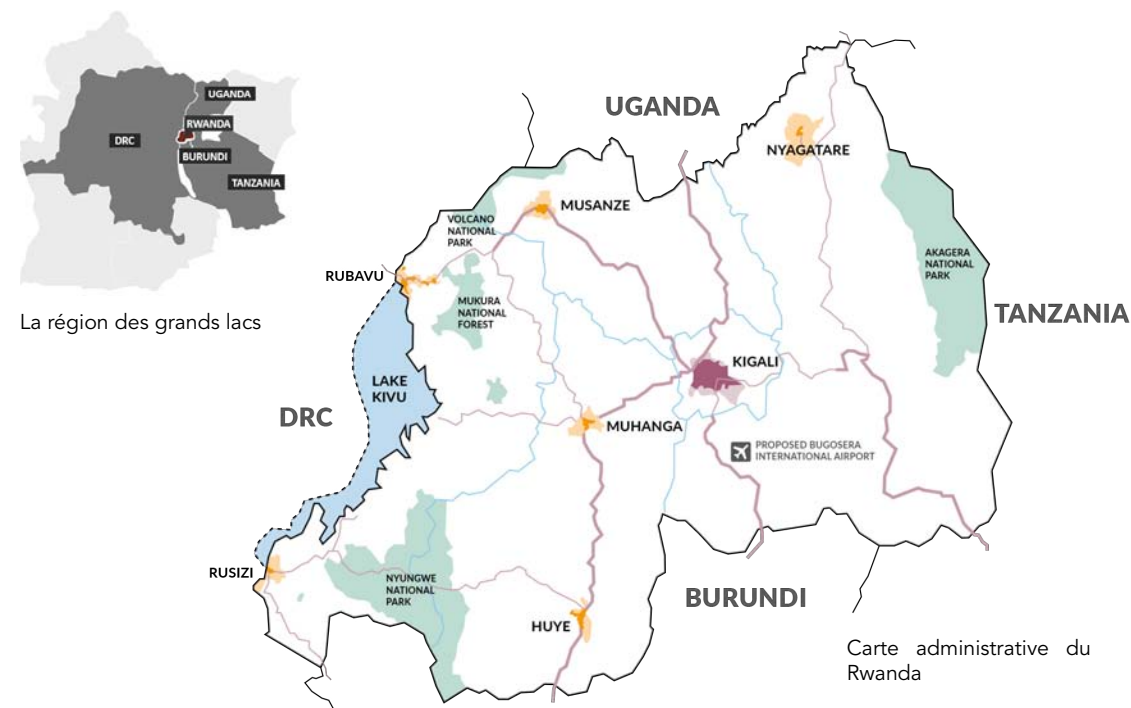 UGANDA
RWANDA
DRC
BURUNDI
TANZANIA
La région des grands lacs
UGANDA
NYAGATARE
MUSANZE
VOLCANO
NATIONAL
PARK
RUBAVU
AKAGERA
NATIONAL
PARK
MUKURA
NATIONAL
FOREST
TANZANIA
KIGALI
LAKE
KIVU
DRC
MUHANGA
PROPOSED BUGOSERA
INTERNATIONAL AIRPORT
RUSIZI
NYUNGWE
NATIONAL
PARK
BURUNDI
HUYE
Carte administrative du
Rwanda